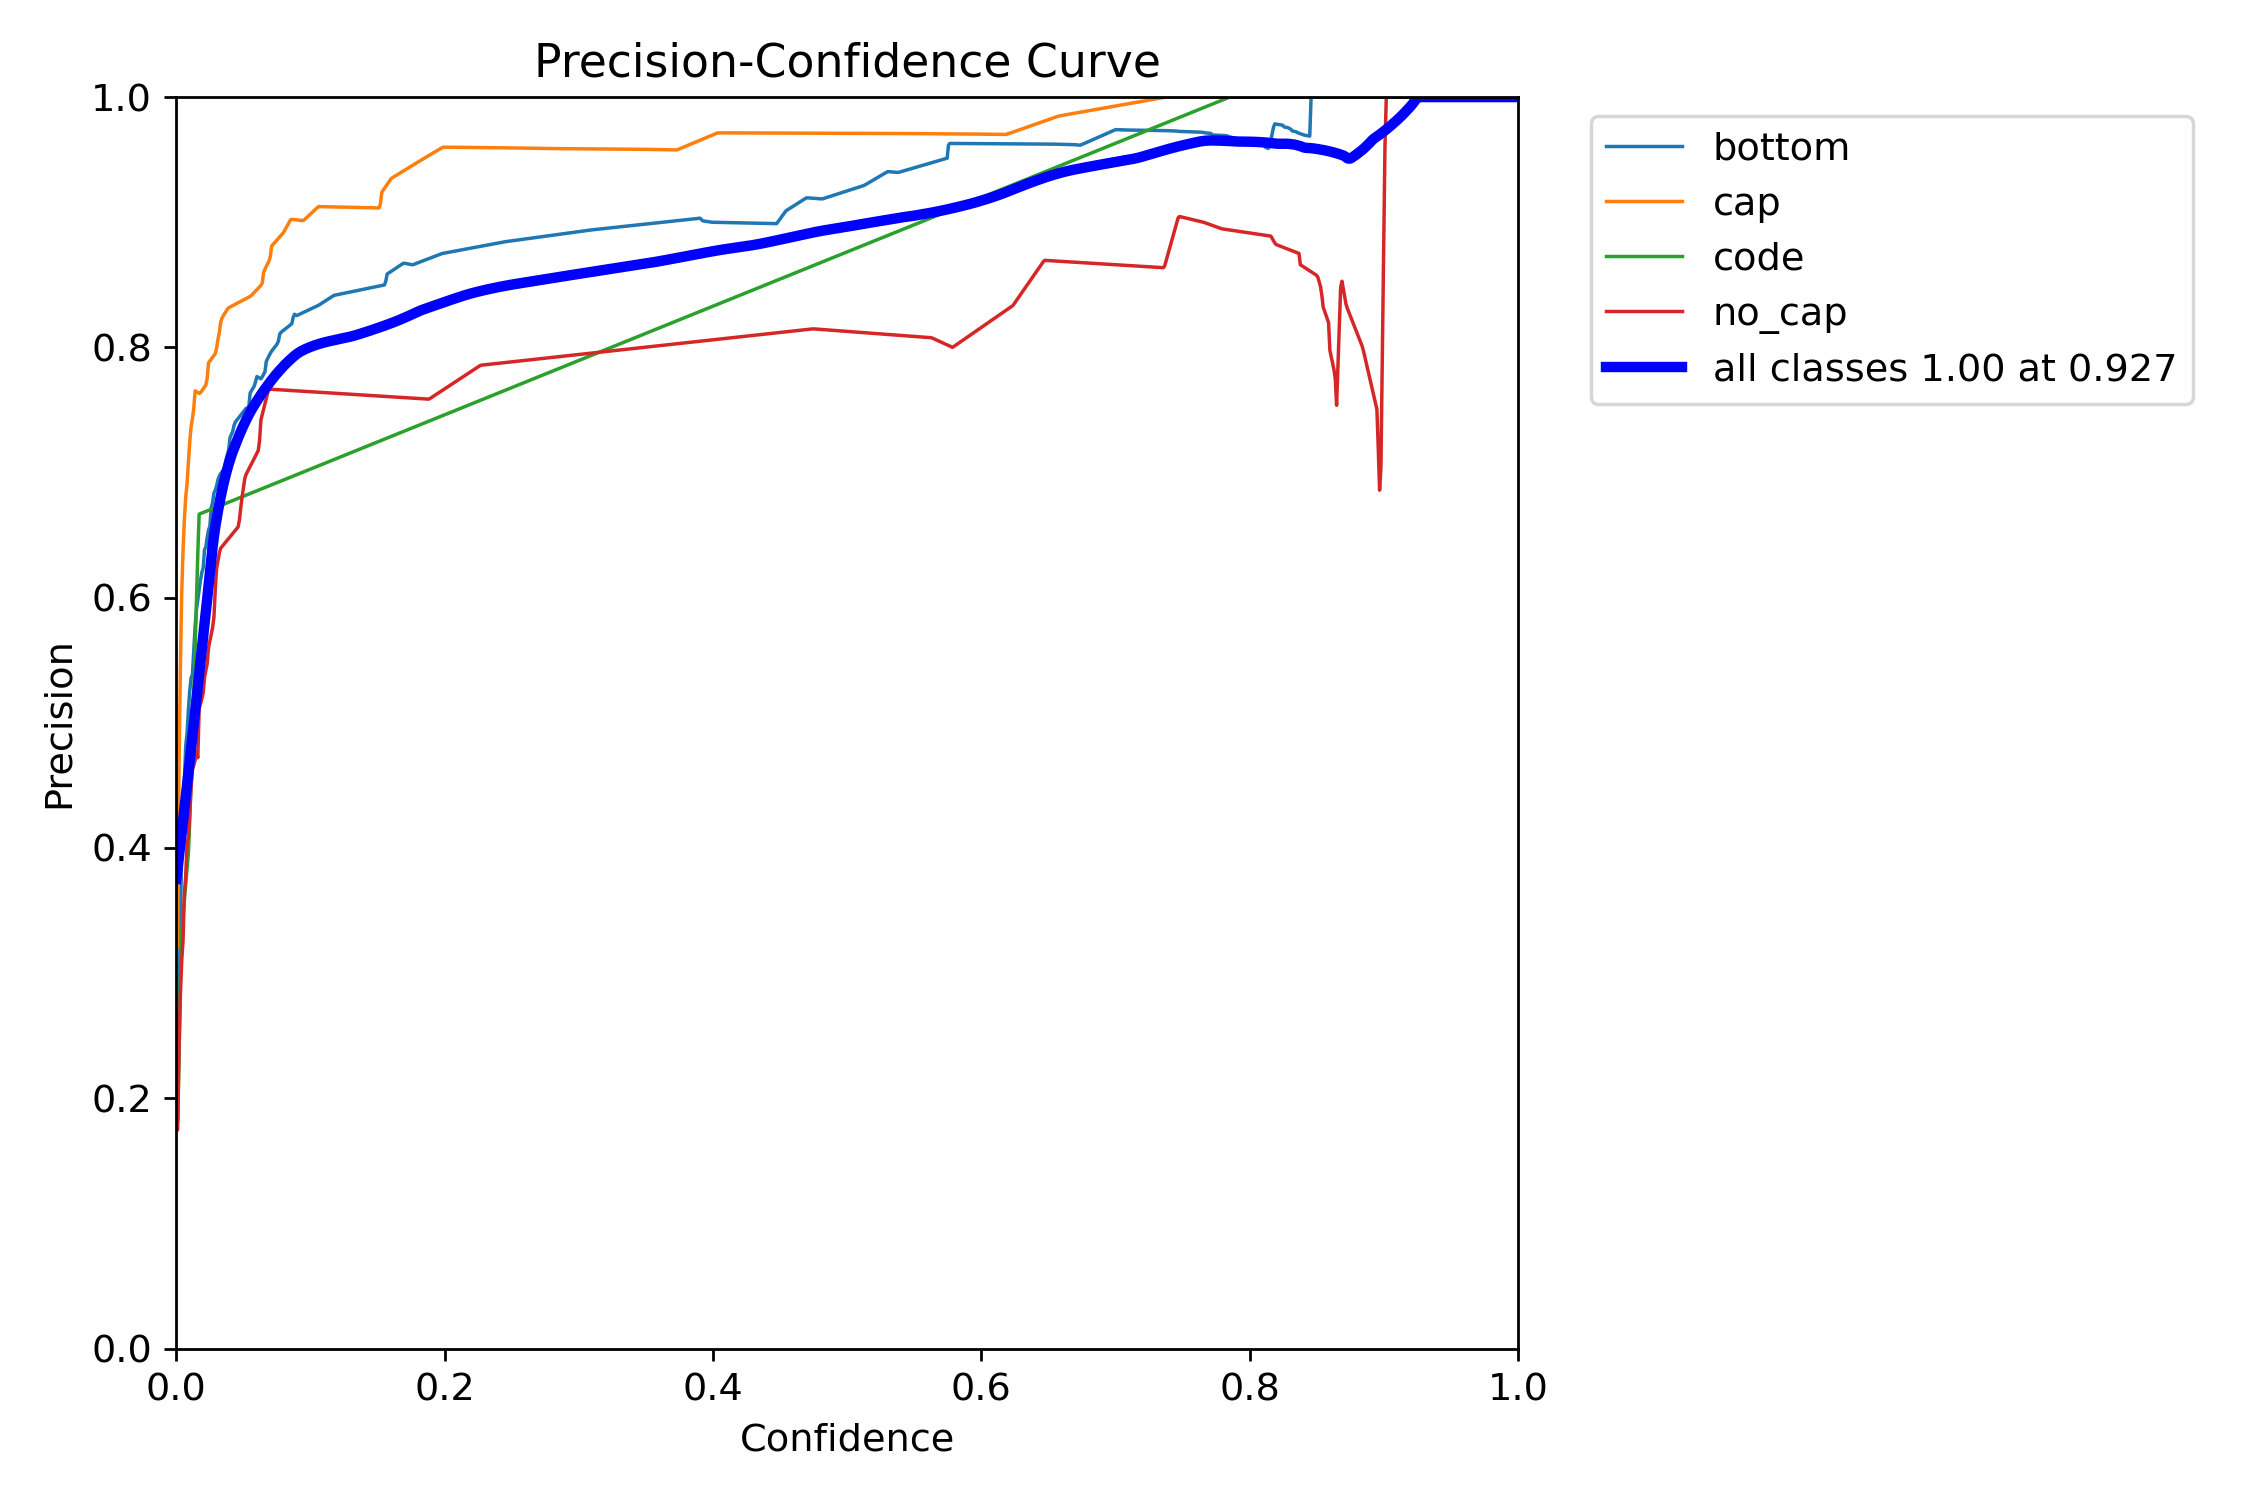 Precision-Confidence Curve
1.0
0.8
0.6
0.4
0.2
0.0
Precision
0.0 0.2 0.4 0.6 0.8 1.0
Confidence
bottom
cap
code
no_cap
all classes 1.00 at 0.927